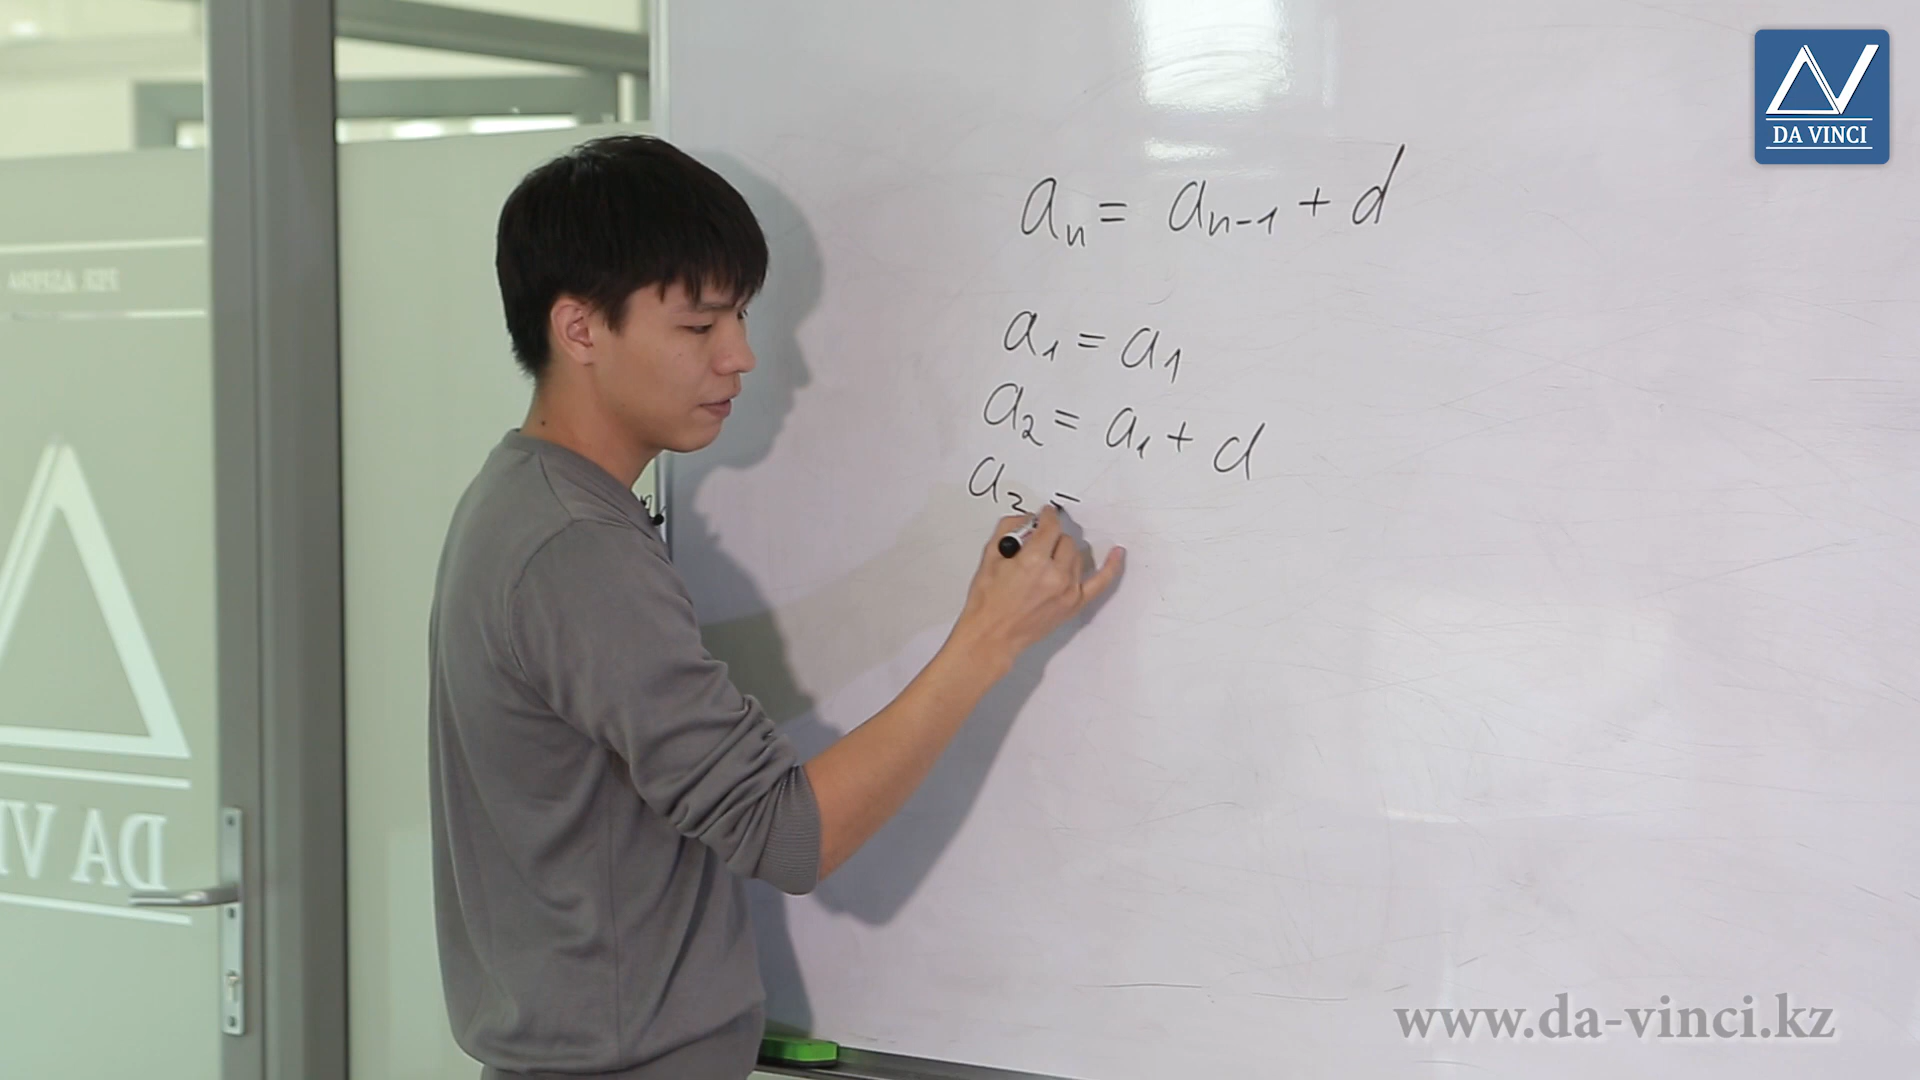 DA VINCI
aₙ = aₙ₋₁ + d
a₁ = a₁
a₂ = a₁ + d
a₃ =
DA VI
www.da-vinci.kz